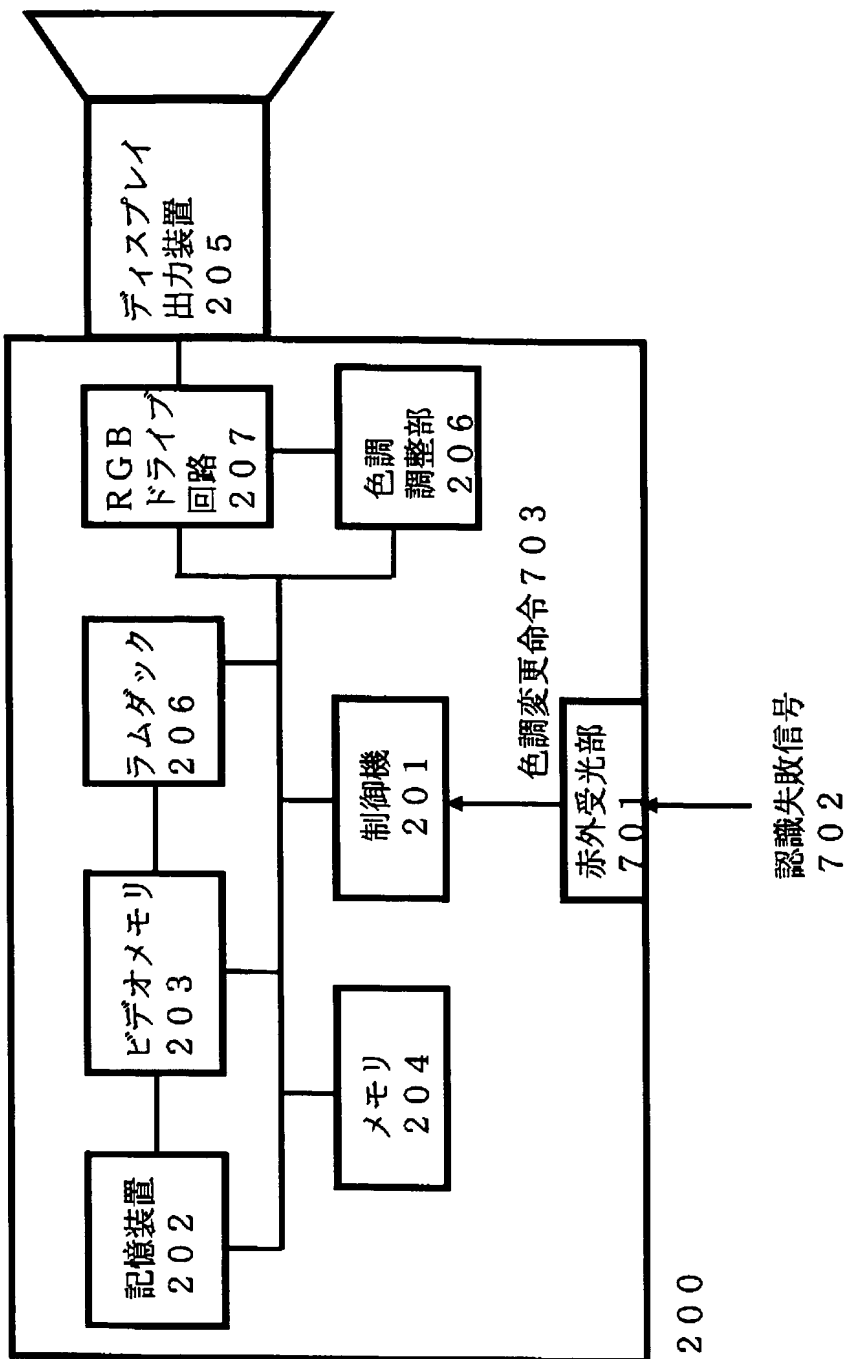 記憶装置
２０２
ビデオメモリ
２０３
ラムダック
２０６
ＲＧＢ
ドライブ
回路
２０７
ディスプレイ
出力装置
２０５
メモリ
２０４
制御機
２０１
色調
調整部
２０６
色調変更命令７０３
赤外受光部
７０１
認識失敗信号
７０２
２００